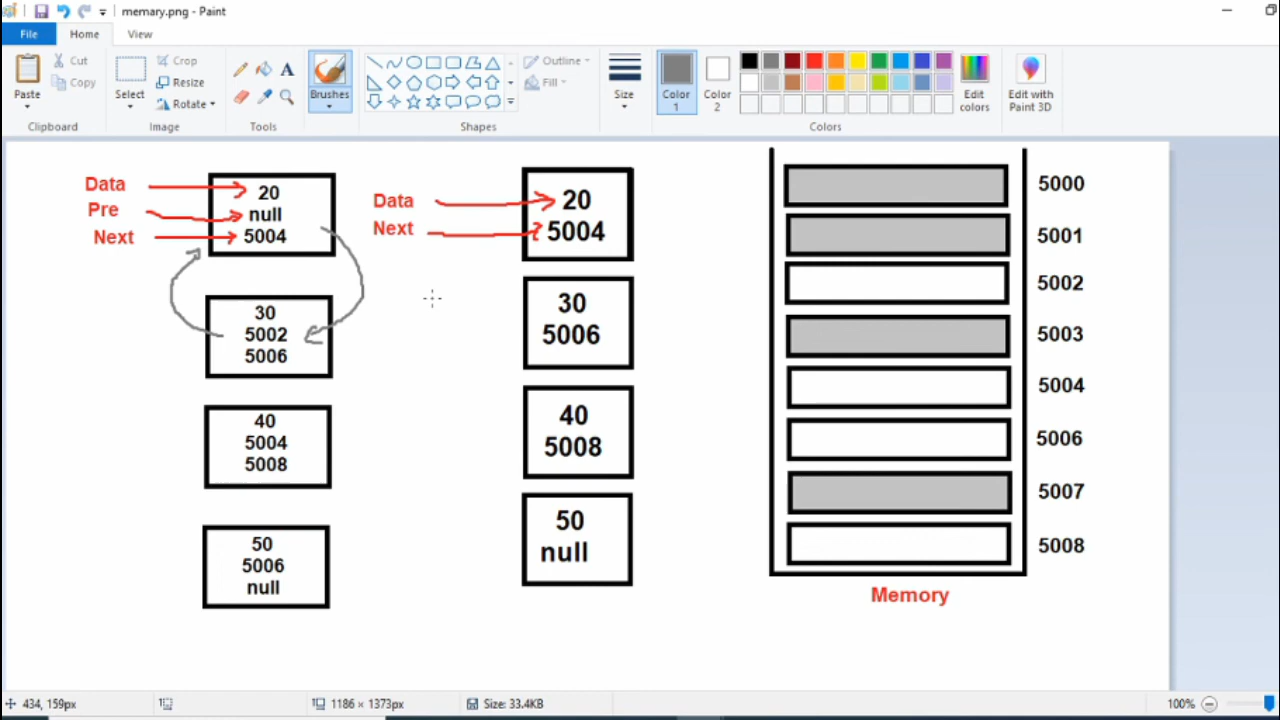 memary.png - Paint
File
Home
View
Paste
Cut
Copy
Clipboard
Select
Crop
Resize
Rotate
Image
A
Tools
Brushes
Outline
Fill
Shapes
Size
Color
1
Color
2
Edit
colors
Edit with
Paint 3D
Colors
Data
Pre
Next
20
null
5004
30
5002
5006
40
5004
5008
50
5006
null
Data
Next
20
5004
30
5006
40
5008
50
null
5000
5001
5002
5003
5004
5006
5007
5008
Memory
434, 159px
1186 × 1373px
Size: 33.4KB
100%